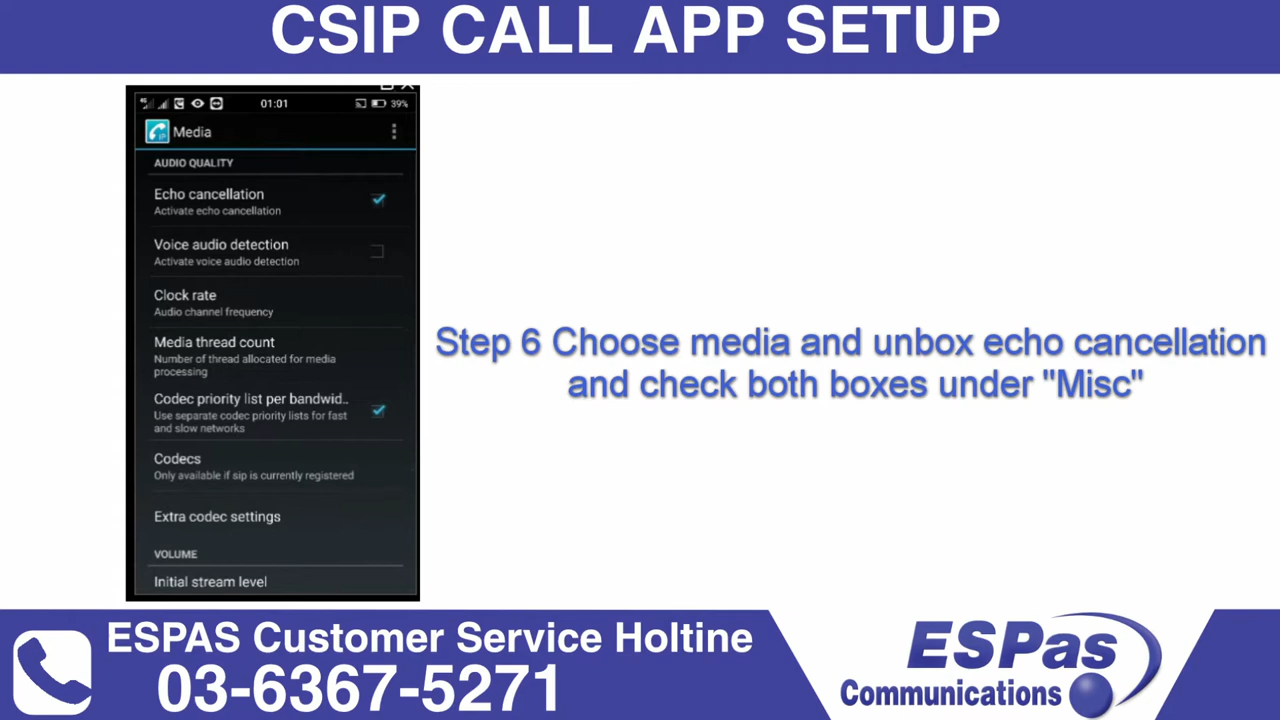 CSIP CALL APP SETUP
4G
01:01
39%
Media
AUDIO QUALITY
Echo cancellation
Activate echo cancellation
Voice audio detection
Activate voice audio detection
Clock rate
Audio channel frequency
Media thread count
Number of thread allocated for media
processing
Codec priority list per bandwid..
Use separate codec priority lists for fast
and slow networks
Codecs
Only available if sip is currently registered
Extra codec settings
VOLUME
Initial stream level
Step 6 Choose media and unbox echo cancellation
and check both boxes under "Misc"
ESPAS Customer Service Holtine
03-6367-5271
ESPas
Communications